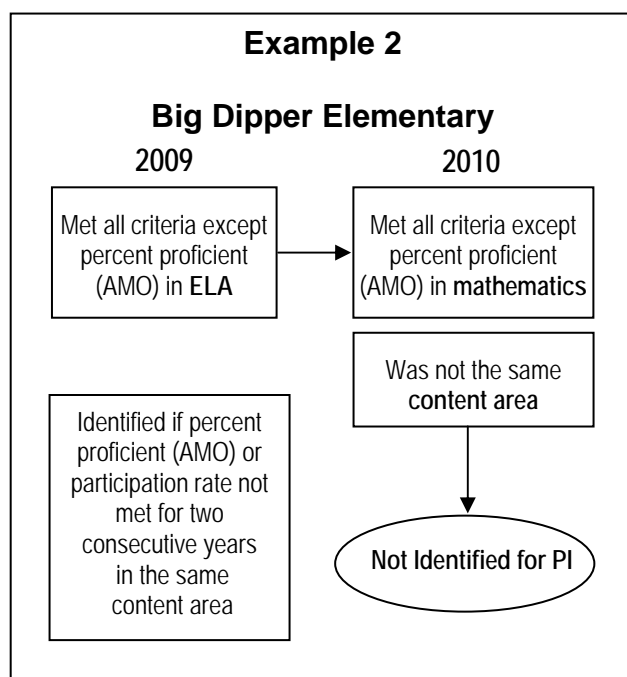 Example 2
Big Dipper Elementary
2009
2010
Met all criteria except
percent proficient
(AMO) in ELA
Met all criteria except
percent proficient
(AMO) in mathematics
Was not the same
content area
Identified if percent
proficient (AMO) or
participation rate not
met for two
consecutive years
in the same
content area
Not Identified for PI